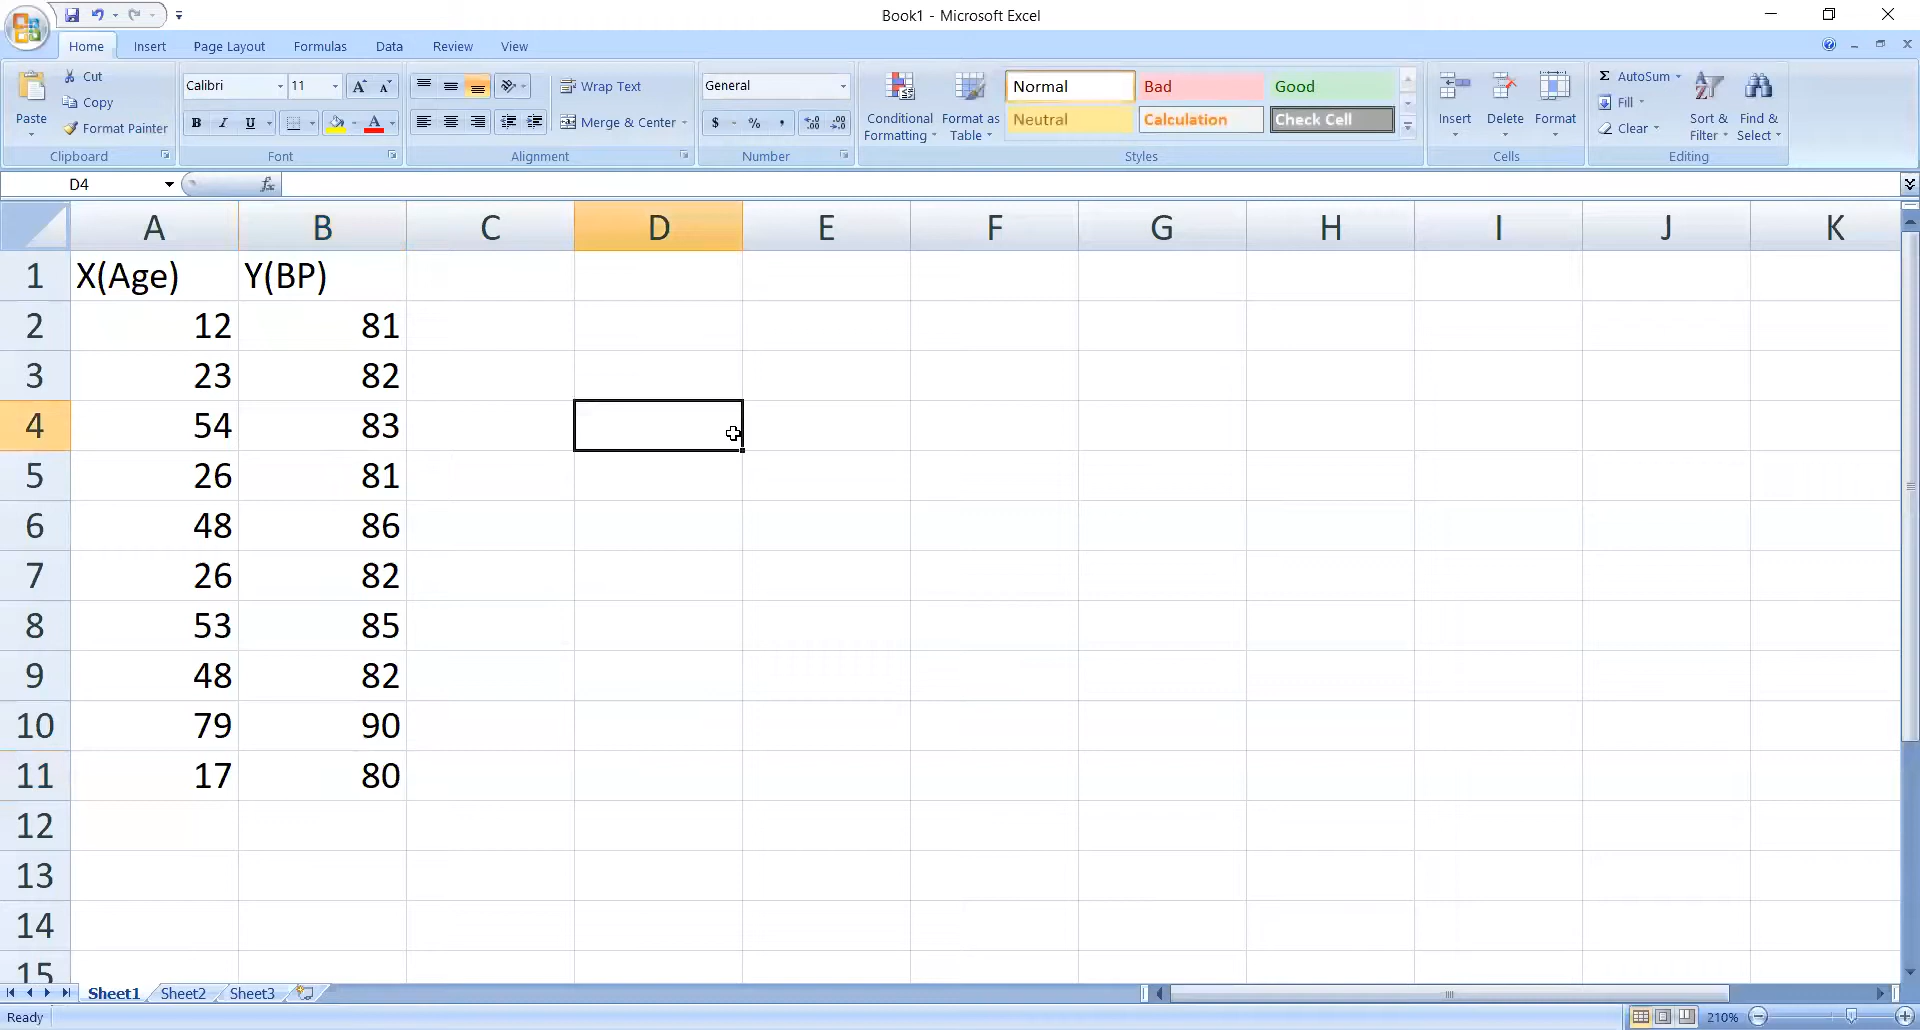 Book1 - Microsoft Excel
Home Insert Page Layout Formulas Data Review View
Paste
Cut
Copy
Format Painter
Clipboard
Calibri 11
B I U
Font
Wrap Text
Merge & Center
Alignment
General
$ % ,
Number
Conditional Formatting
Format as Table
Normal Bad Good
Neutral Calculation Check Cell
Styles
Insert Delete Format
Cells
Σ AutoSum
Fill
Clear
Sort & Filter
Find & Select
Editing
D4 fx
A B C D E F G H I J K
1 X(Age) Y(BP)
2 12 81
3 23 82
4 54 83
5 26 81
6 48 86
7 26 82
8 53 85
9 48 82
10 79 90
11 17 80
12
13
14
15
Sheet1 Sheet2 Sheet3
Ready 210%